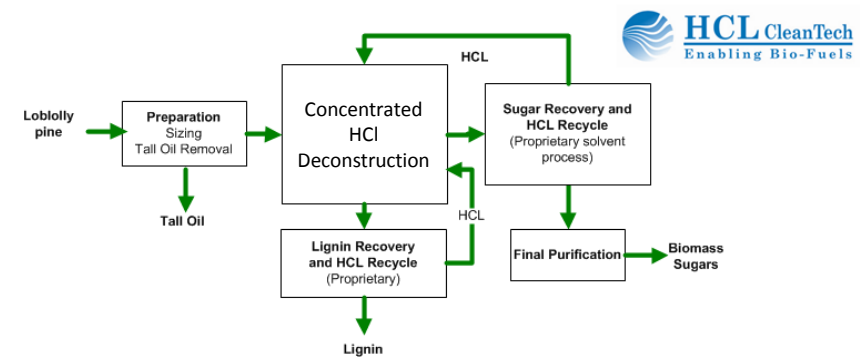 HCL CleanTech
Enabling Bio-Fuels
HCL
Loblolly
pine
Preparation
Sizing
Tall Oil Removal
Concentrated
HCl
Deconstruction
Sugar Recovery and
HCL Recycle
(Proprietary solvent
process)
Tall Oil
HCL
Lignin Recovery
and HCL Recycle
(Proprietary)
Final Purification
Biomass
Sugars
Lignin